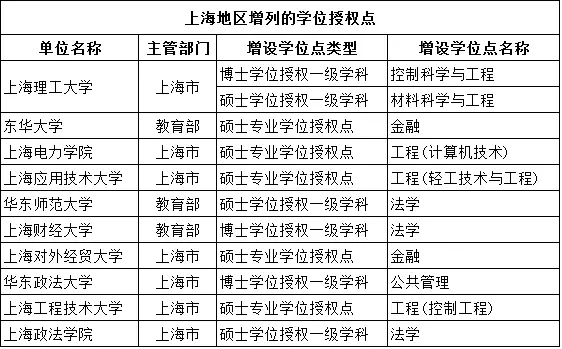 上海地区增列的学位授权点
单位名称 主管部门 增设学位点类型 增设学位点名称
上海理工大学 上海市 博士学位授权一级学科 控制科学与工程
硕士学位授权一级学科 材料科学与工程
东华大学 教育部 硕士专业学位授权点 金融
上海电力学院 上海市 硕士专业学位授权点 工程(计算机技术)
上海应用技术大学 上海市 硕士专业学位授权点 工程(轻工技术与工程)
华东师范大学 教育部 硕士学位授权一级学科 法学
上海财经大学 教育部 博士学位授权一级学科 法学
上海对外经贸大学 上海市 硕士专业学位授权点 金融
华东政法大学 上海市 博士学位授权一级学科 公共管理
上海工程技术大学 上海市 硕士专业学位授权点 工程(控制工程)
上海政法学院 上海市 硕士学位授权一级学科 法学